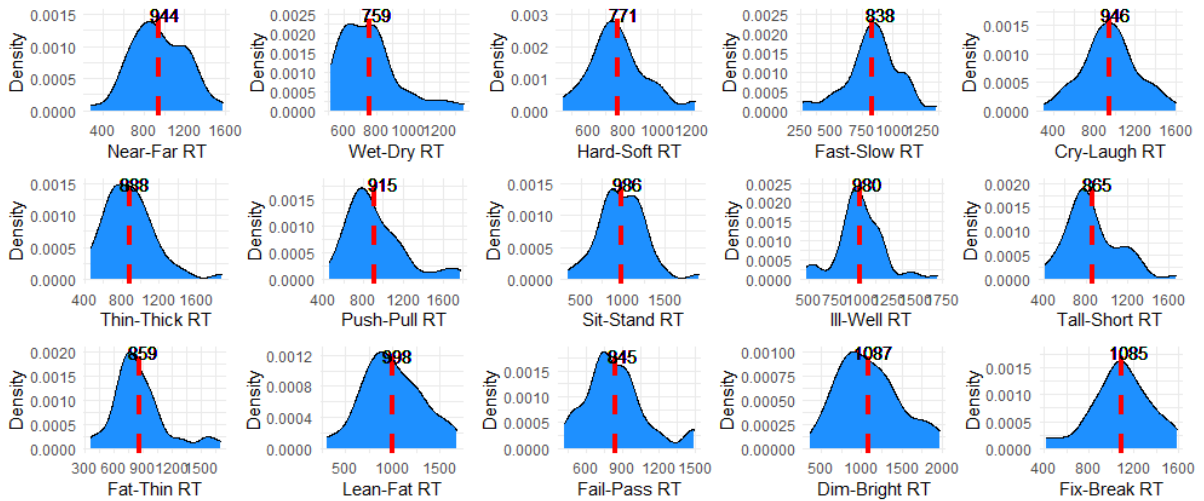 944 759 771 838 946
Density 0.0015 0.0010 0.0005 0.0000 Density 0.0025 0.0020 0.0015 0.0010 0.0005 0.0000 Density 0.003 0.002 0.001 0.000 Density 0.0025 0.0020 0.0015 0.0010 0.0005 0.0000 Density 0.0015 0.0010 0.0005 0.0000
400 800 1200 1600 600 800 1000 1200 600 800 1000 1200 250 500 750 1000 1250 400 800 1200 1600
Near-Far RT Wet-Dry RT Hard-Soft RT Fast-Slow RT Cry-Laugh RT
915 986 980 865
Density 0.0015 0.0010 0.0005 0.0000 Density 0.0015 0.0010 0.0005 0.0000 Density 0.0015 0.0010 0.0005 0.0000 Density 0.0025 0.0020 0.0015 0.0010 0.0005 0.0000 Density 0.0020 0.0015 0.0010 0.0005 0.0000
400 800 1200 1600 400 800 1200 1600 500 1000 1500 500 750 1000 1250 1500 1750 400 800 1200 1600
Thin-Thick RT Push-Pull RT Sit-Stand RT Ill-Well RT Tall-Short RT
859 998 845 1087 1085
Density 0.0020 0.0015 0.0010 0.0005 0.0000 Density 0.0012 0.0008 0.0004 0.0000 Density 0.0015 0.0010 0.0005 0.0000 Density 0.00100 0.00075 0.00050 0.00025 0.00000 Density 0.0015 0.0010 0.0005 0.0000
300 600 900 1200 1500 500 1000 1500 600 900 1200 1500 500 1000 1500 2000 400 800 1200 1600
Fat-Thin RT Lean-Fat RT Fail-Pass RT Dim-Bright RT Fix-Break RT